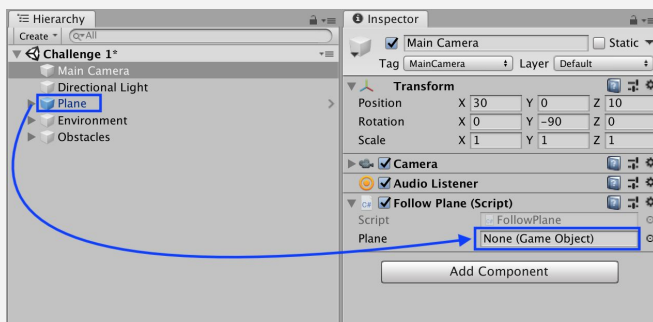 Hierarchy
Create
All
Challenge 1*
Main Camera
Directional Light
Plane
Environment
Obstacles
Inspector
Main Camera Static
Tag MainCamera Layer Default
Transform
Position X 30 Y 0 Z 10
Rotation X 0 Y -90 Z 0
Scale X 1 Y 1 Z 1
Camera
Audio Listener
C# Follow Plane (Script)
Script FollowPlane
Plane None (Game Object)
Add Component